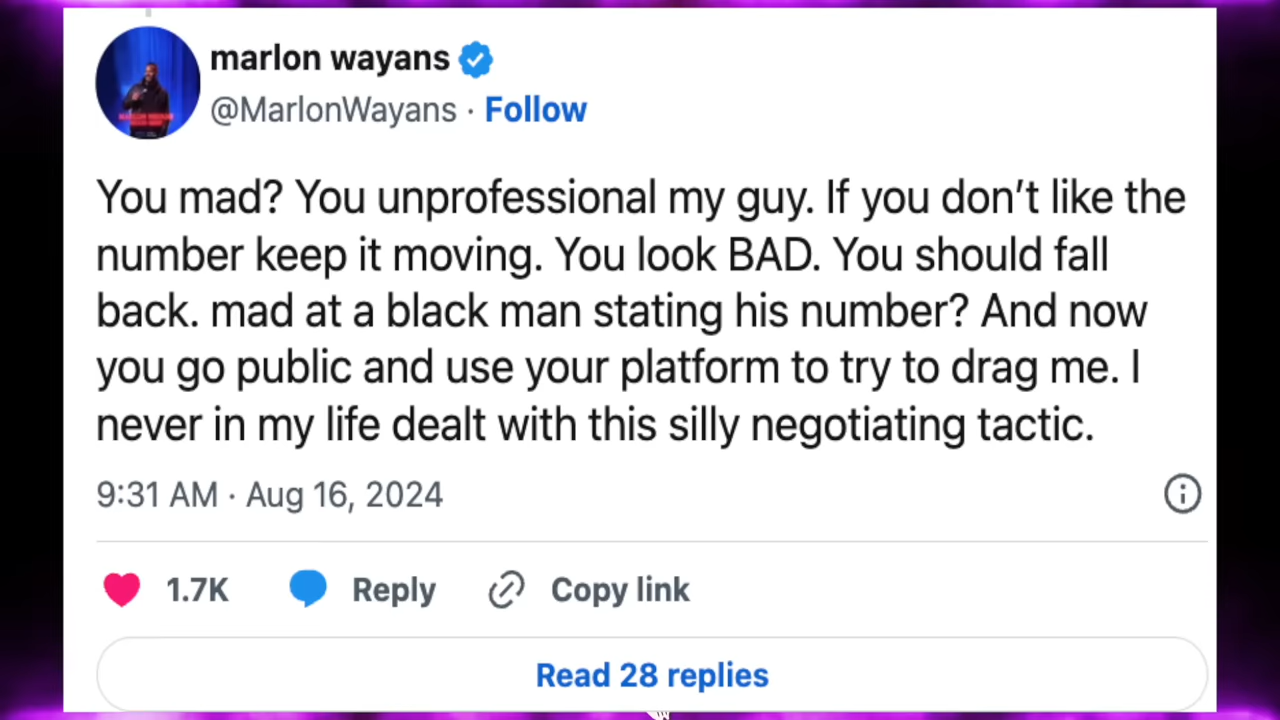 marlon wayans
@MarlonWayans · Follow
You mad? You unprofessional my guy. If you don’t like the
number keep it moving. You look BAD. You should fall
back. mad at a black man stating his number? And now
you go public and use your platform to try to drag me. I
never in my life dealt with this silly negotiating tactic.
9:31 AM · Aug 16, 2024
1.7K Reply Copy link
Read 28 replies